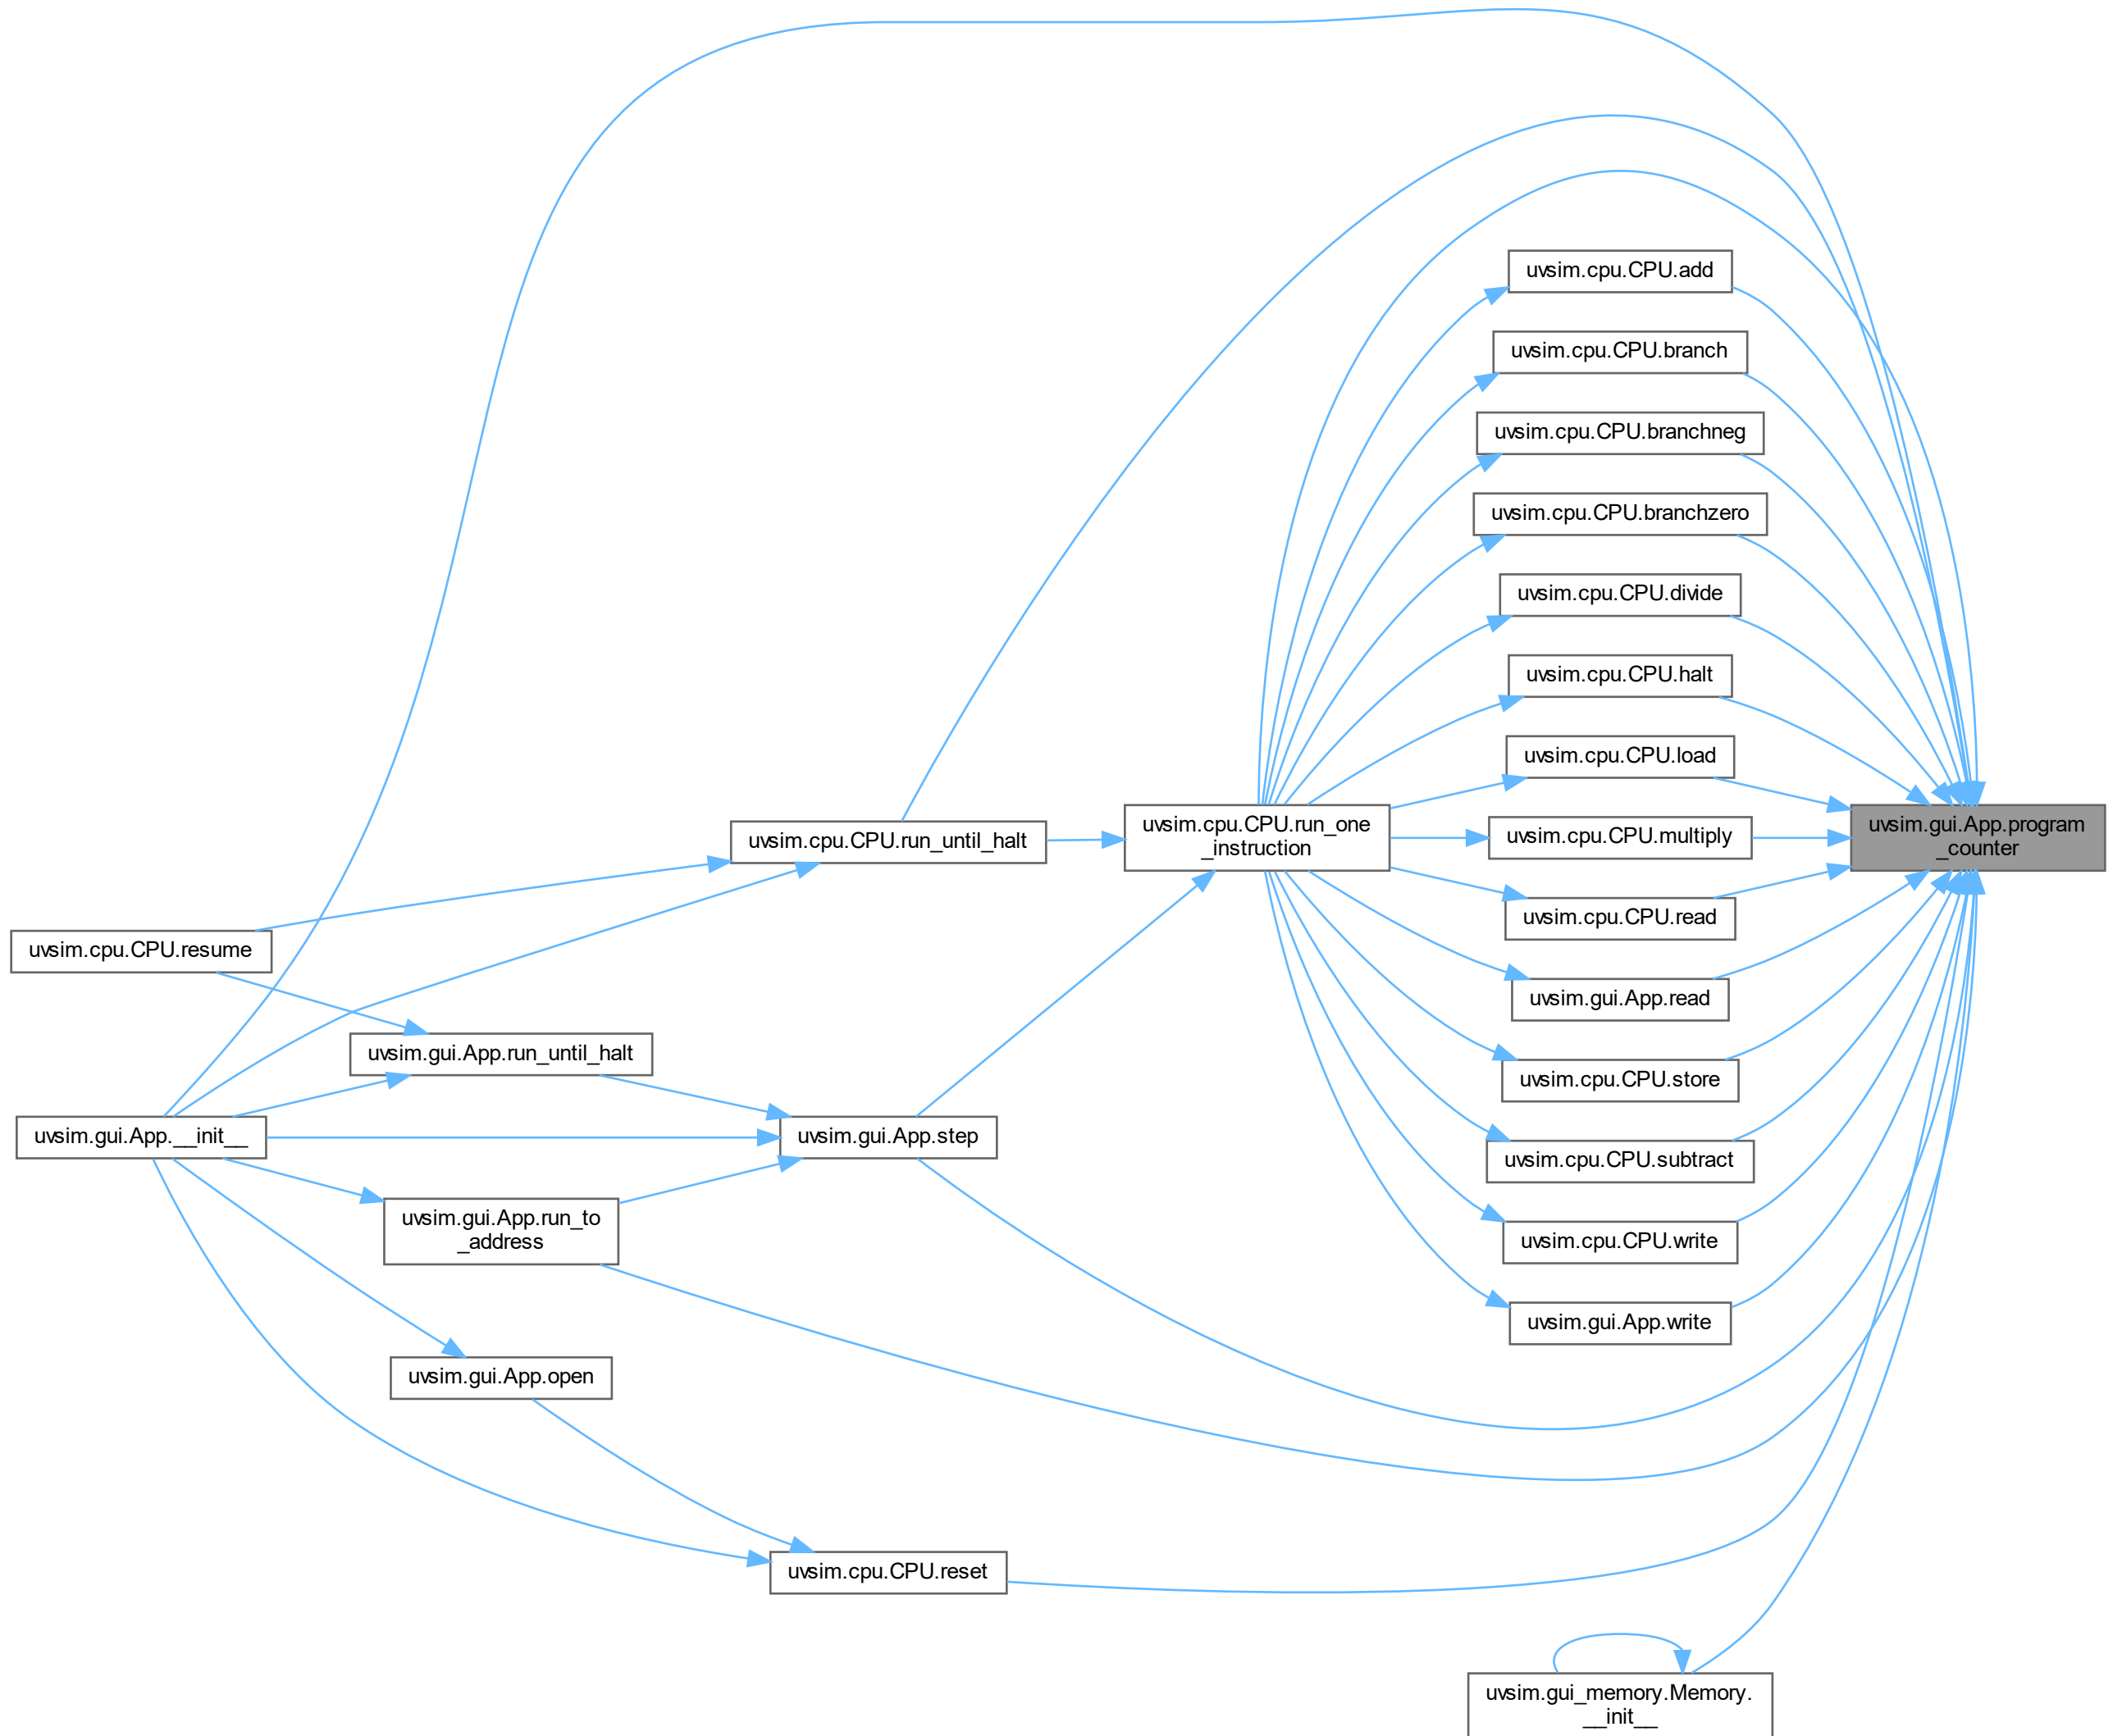 uvsim.cpu.CPU.add
uvsim.cpu.CPU.branch
uvsim.cpu.CPU.branchneg
uvsim.cpu.CPU.branchzero
uvsim.cpu.CPU.divide
uvsim.cpu.CPU.halt
uvsim.cpu.CPU.load
uvsim.gui.App.program
_counter
uvsim.cpu.CPU.run_one
_instruction
uvsim.cpu.CPU.run_until_halt
uvsim.cpu.CPU.multiply
uvsim.cpu.CPU.read
uvsim.cpu.CPU.resume
uvsim.gui.App.read
uvsim.gui.App.run_until_halt
uvsim.cpu.CPU.store
uvsim.gui.App.__init__
uvsim.gui.App.step
uvsim.cpu.CPU.subtract
uvsim.gui.App.run_to
_address
uvsim.cpu.CPU.write
uvsim.gui.App.write
uvsim.gui.App.open
uvsim.cpu.CPU.reset
uvsim.gui_memory.Memory.
__init__